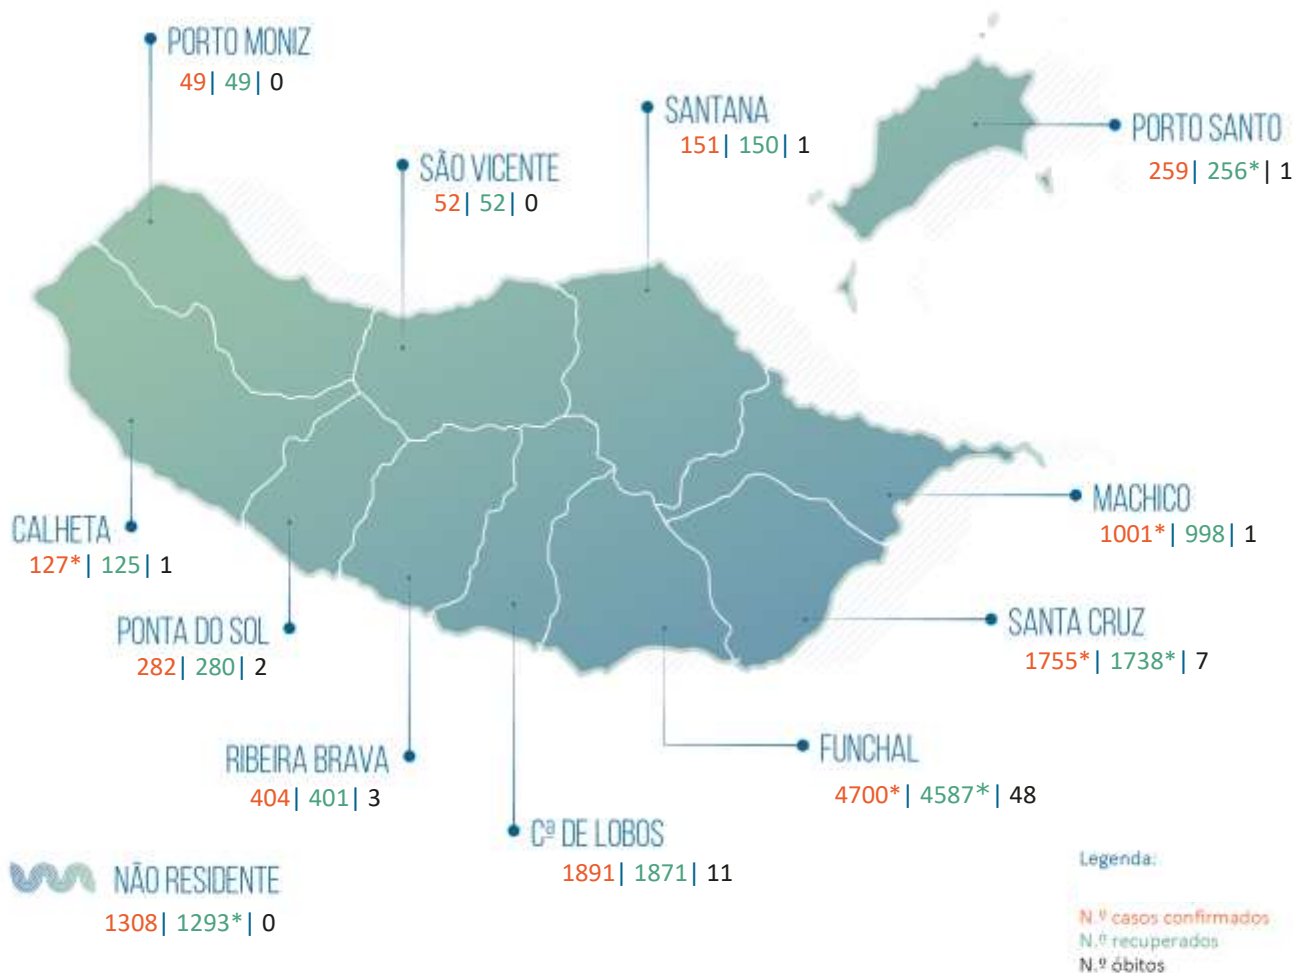 PORTO MONIZ
49| 49| 0
SANTANA
151| 150| 1
PORTO SANTO
259| 256*| 1
SÃO VICENTE
52| 52| 0
MACHICO
1001*| 998| 1
CALHETA
127*| 125| 1
SANTA CRUZ
1755*| 1738*| 7
PONTA DO SOL
282| 280| 2
FUNCHAL
4700*| 4587*| 48
RIBEIRA BRAVA
404| 401| 3
Cª DE LOBOS
1891| 1871| 11
NÃO RESIDENTE
1308| 1293*| 0
Legenda:
N.º casos confirmados
N.º recuperados
N.º óbitos